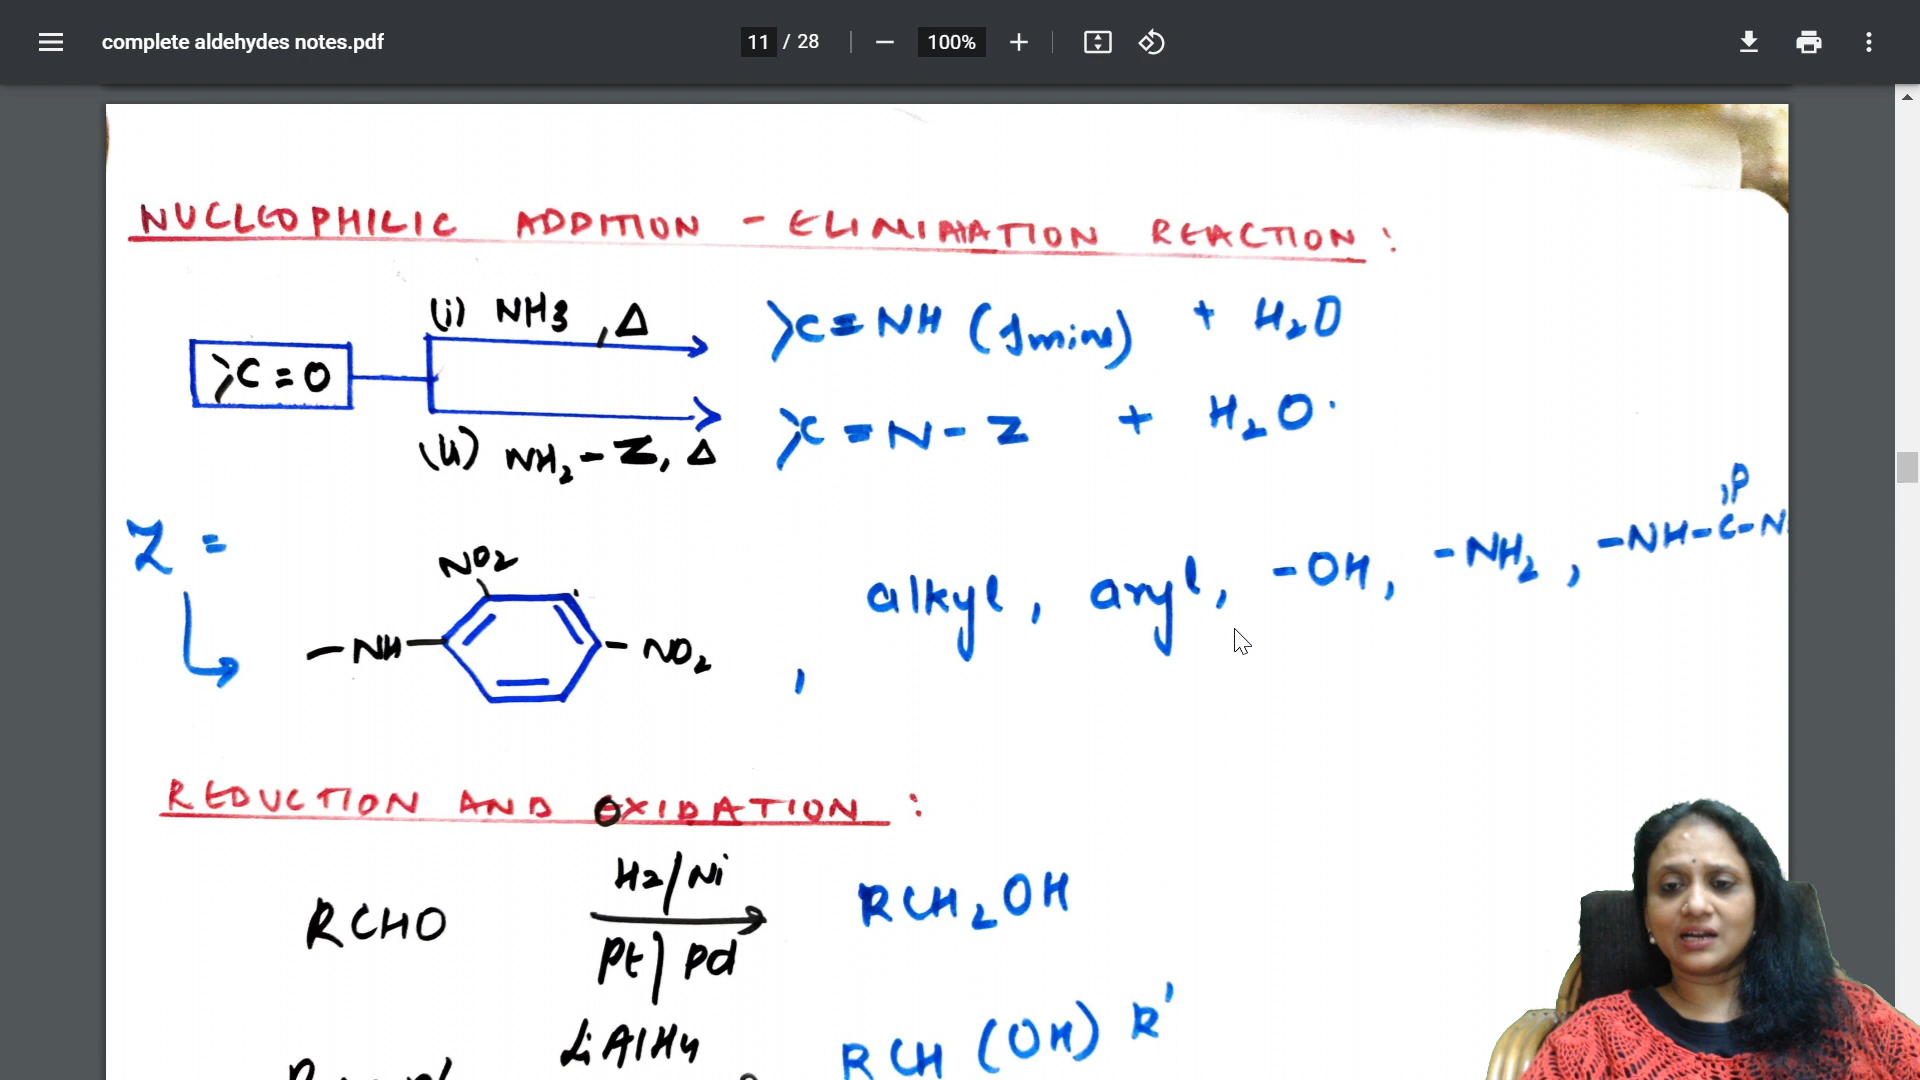 complete aldehydes notes.pdf
11 / 28
100%
NUCLEOPHILIC ADDITION - ELIMINATION REACTION :
(i) NH3 , Δ
>C=NH (Imine) + H2O
>C=O
>C=N-Z + H2O.
(ii) NH2-Z, Δ
Z =
NO2
-NH- -NO2 ,
alkyl, aryl, -OH, -NH2, -NH-C-N
REDUCTION AND OXIDATION :
H2/Ni
RCHO RCH2OH
Pt/Pd
LiAlH4
RCH (OH) R'